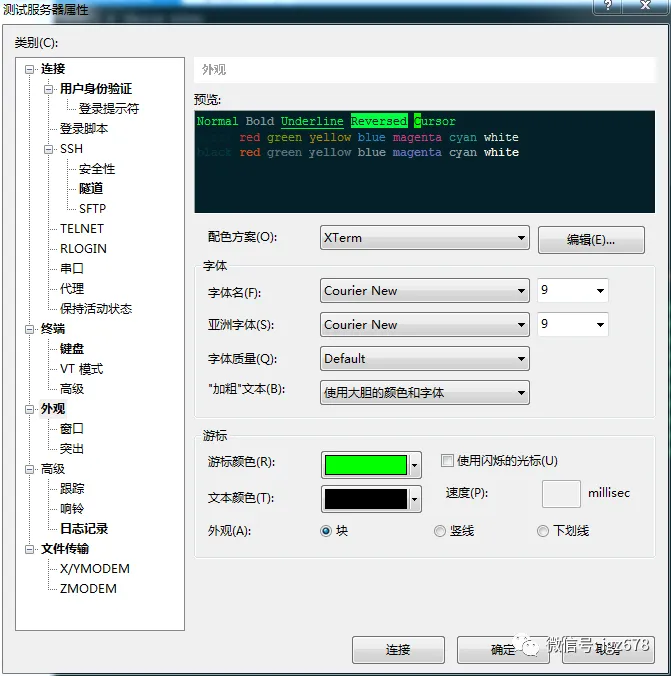 测试服务器属性
类别(C):
连接
用户身份验证
登录提示符
登录脚本
SSH
安全性
隧道
SFTP
TELNET
RLOGIN
串口
代理
保持活动状态
终端
键盘
VT 模式
高级
外观
窗口
突出
高级
跟踪
响铃
日志记录
文件传输
X/YMODEM
ZMODEM
外观
预览:
Normal Bold Underline Reversed Cursor
red green yellow blue magenta cyan white
black red green yellow blue magenta cyan white
配色方案(O): XTerm 编辑(E)...
字体
字体名(F): Courier New 9
亚洲字体(S): Courier New 9
字体质量(Q): Default
"加粗"文本(B): 使用大胆的颜色和字体
游标
游标颜色(R): 使用闪烁的光标(U)
文本颜色(T): 速度(P): millisec
外观(A): 块 竖线 下划线
连接 确定 取消
微信号: jgz678